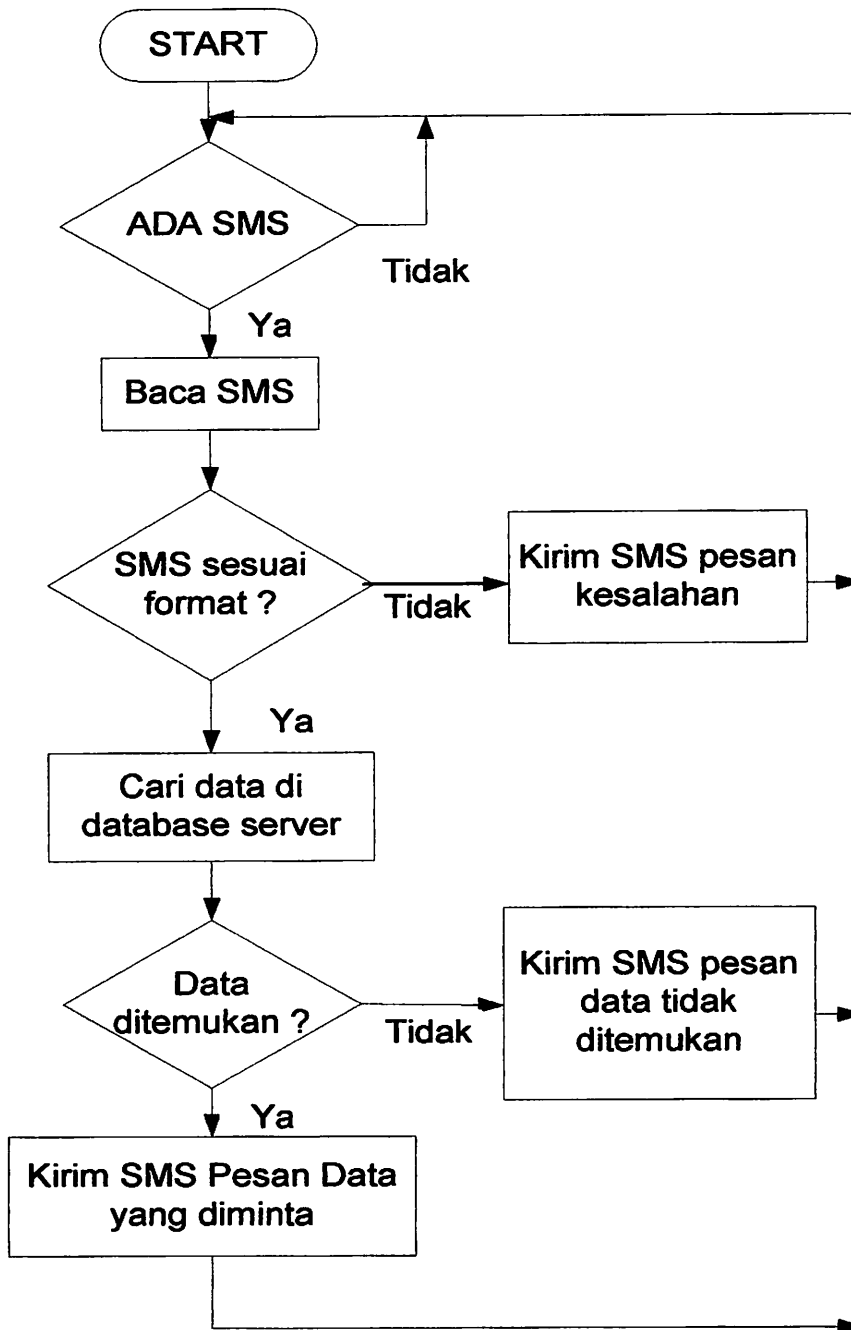 START
ADA SMS
Tidak
Ya
Baca SMS
SMS sesuai
format ?
Tidak
Kirim SMS pesan
kesalahan
Ya
Cari data di
database server
Data
ditemukan ?
Tidak
Kirim SMS pesan
data tidak
ditemukan
Ya
Kirim SMS Pesan Data
yang diminta